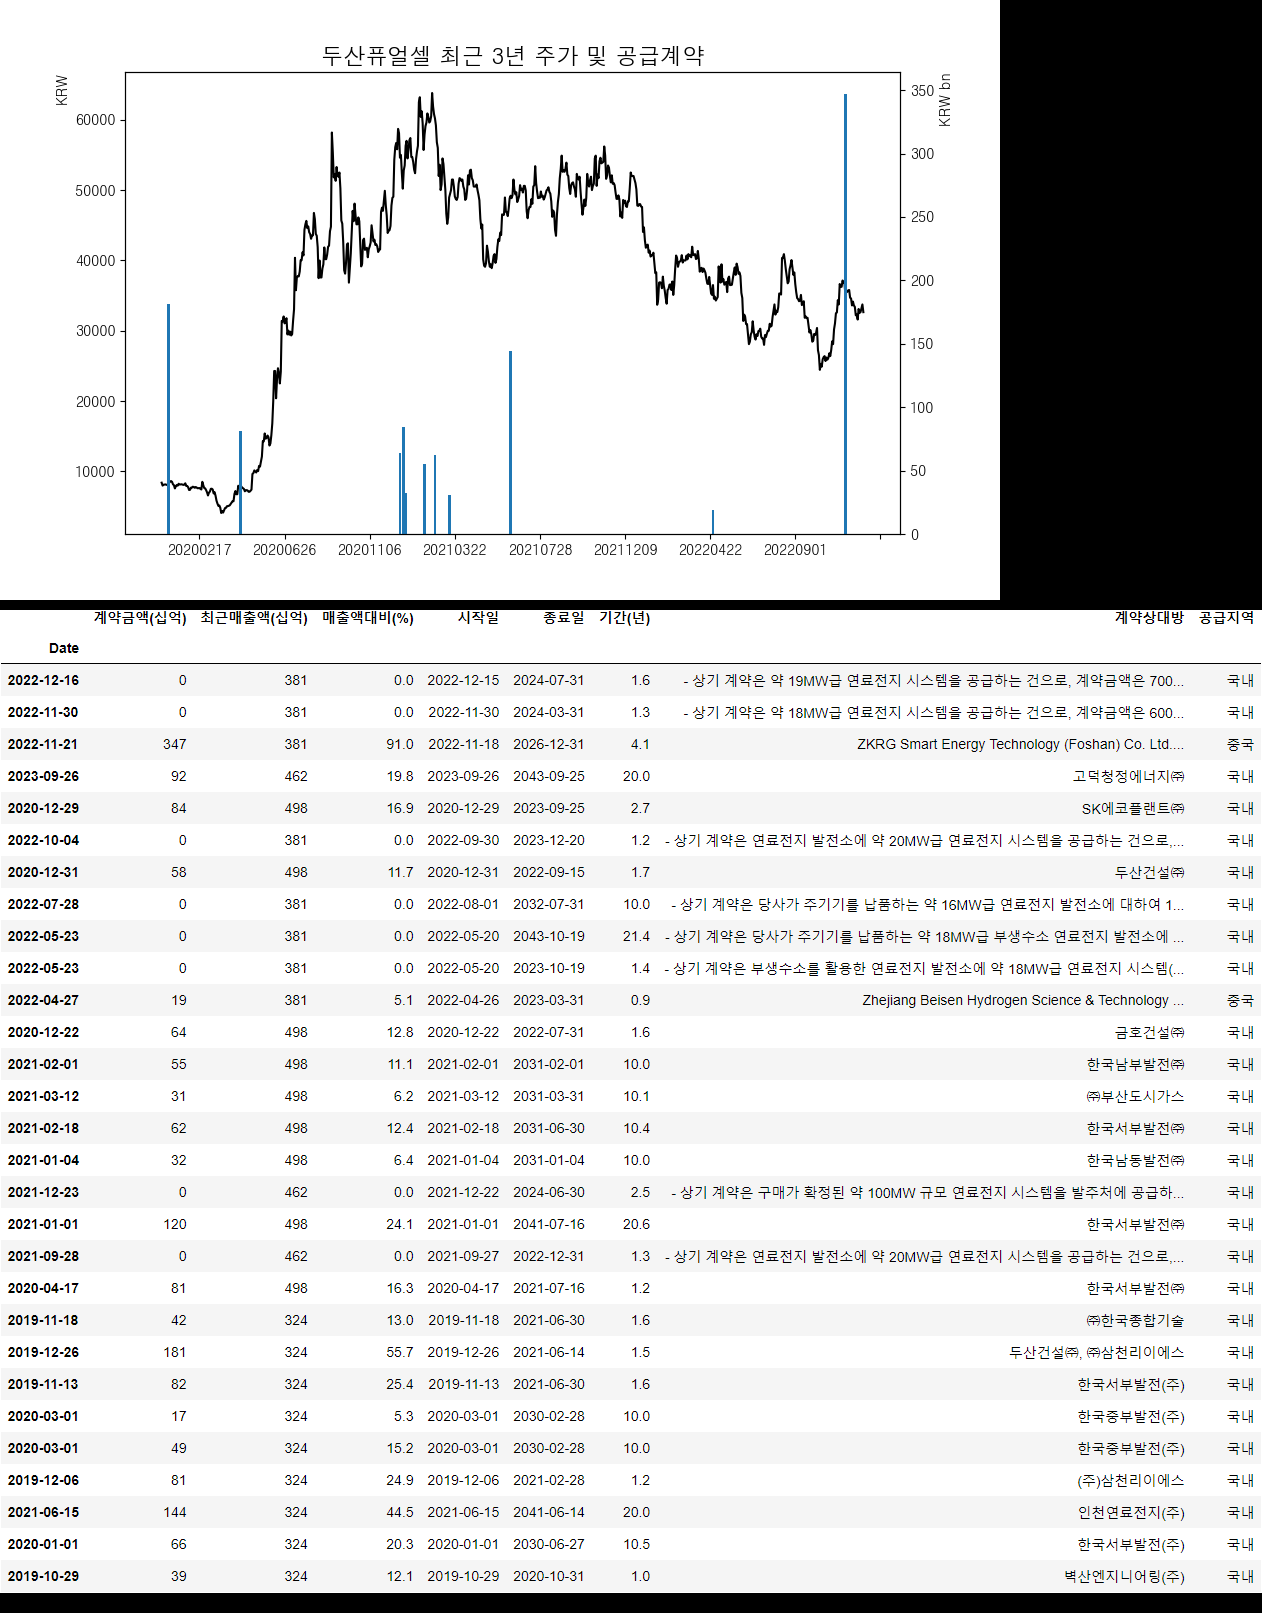 두산퓨얼셀 최근 3년 주가 및 공급계약
KRW
KRW bn
60000
50000
40000
30000
20000
10000
350
300
250
200
150
100
50
0
20200217 20200626 20201106 20210322 20210728 20211209 20220422 20220901
계약금액(십억) 최근매출액(십억) 매출액대비(%) 시작일 종료일 기간(년) 계약상대방 공급지역
Date
2022-12-16 0 381 0.0 2022-12-15 2024-07-31 1.6 - 상기 계약은 약 19MW급 연료전지 시스템을 공급하는 건으로, 계약금액은 700... 국내
2022-11-30 0 381 0.0 2022-11-30 2024-03-31 1.3 - 상기 계약은 약 18MW급 연료전지 시스템을 공급하는 건으로, 계약금액은 600... 국내
2022-11-21 347 381 91.0 2022-11-18 2026-12-31 4.1 ZKRG Smart Energy Technology (Foshan) Co. Ltd.... 중국
2023-09-26 92 462 19.8 2023-09-26 2043-09-25 20.0 고덕청정에너지㈜ 국내
2020-12-29 84 498 16.9 2020-12-29 2023-09-25 2.7 SK에코플랜트㈜ 국내
2022-10-04 0 381 0.0 2022-09-30 2023-12-20 1.2 - 상기 계약은 연료전지 발전소에 약 20MW급 연료전지 시스템을 공급하는 건으로,... 국내
2020-12-31 58 498 11.7 2020-12-31 2022-09-15 1.7 두산건설㈜ 국내
2022-07-28 0 381 0.0 2022-08-01 2032-07-31 10.0 - 상기 계약은 당사가 주기기를 납품하는 약 16MW급 연료전지 발전소에 대하여 1... 국내
2022-05-23 0 381 0.0 2022-05-20 2043-10-19 21.4 - 상기 계약은 당사가 주기기를 납품하는 약 18MW급 부생수소 연료전지 발전소에 ... 국내
2022-05-23 0 381 0.0 2022-05-20 2023-10-19 1.4 - 상기 계약은 부생수소를 활용한 연료전지 발전소에 약 18MW급 연료전지 시스템(... 국내
2022-04-27 19 381 5.1 2022-04-26 2023-03-31 0.9 Zhejiang Beisen Hydrogen Science & Technology ... 중국
2020-12-22 64 498 12.8 2020-12-22 2022-07-31 1.6 금호건설㈜ 국내
2021-02-01 55 498 11.1 2021-02-01 2031-02-01 10.0 한국남부발전㈜ 국내
2021-03-12 31 498 6.2 2021-03-12 2031-03-31 10.1 ㈜부산도시가스 국내
2021-02-18 62 498 12.4 2021-02-18 2031-06-30 10.4 한국서부발전㈜ 국내
2021-01-04 32 498 6.4 2021-01-04 2031-01-04 10.0 한국남동발전㈜ 국내
2021-12-23 0 462 0.0 2021-12-22 2024-06-30 2.5 - 상기 계약은 구매가 확정된 약 100MW 규모 연료전지 시스템을 발주처에 공급하... 국내
2021-01-01 120 498 24.1 2021-01-01 2041-07-16 20.6 한국서부발전㈜ 국내
2021-09-28 0 462 0.0 2021-09-27 2022-12-31 1.3 - 상기 계약은 연료전지 발전소에 약 20MW급 연료전지 시스템을 공급하는 건으로,... 국내
2020-04-17 81 498 16.3 2020-04-17 2021-07-16 1.2 한국서부발전㈜ 국내
2019-11-18 42 324 13.0 2019-11-18 2021-06-30 1.6 ㈜한국종합기술 국내
2019-12-26 181 324 55.7 2019-12-26 2021-06-14 1.5 두산건설㈜, ㈜삼천리이에스 국내
2019-11-13 82 324 25.4 2019-11-13 2021-06-30 1.6 한국서부발전(주) 국내
2020-03-01 17 324 5.3 2020-03-01 2030-02-28 10.0 한국중부발전(주) 국내
2020-03-01 49 324 15.2 2020-03-01 2030-02-28 10.0 한국중부발전(주) 국내
2019-12-06 81 324 24.9 2019-12-06 2021-02-28 1.2 (주)삼천리이에스 국내
2021-06-15 144 324 44.5 2021-06-15 2041-06-14 20.0 인천연료전지(주) 국내
2020-01-01 66 324 20.3 2020-01-01 2030-06-27 10.5 한국서부발전(주) 국내
2019-10-29 39 324 12.1 2019-10-29 2020-10-31 1.0 벽산엔지니어링(주) 국내